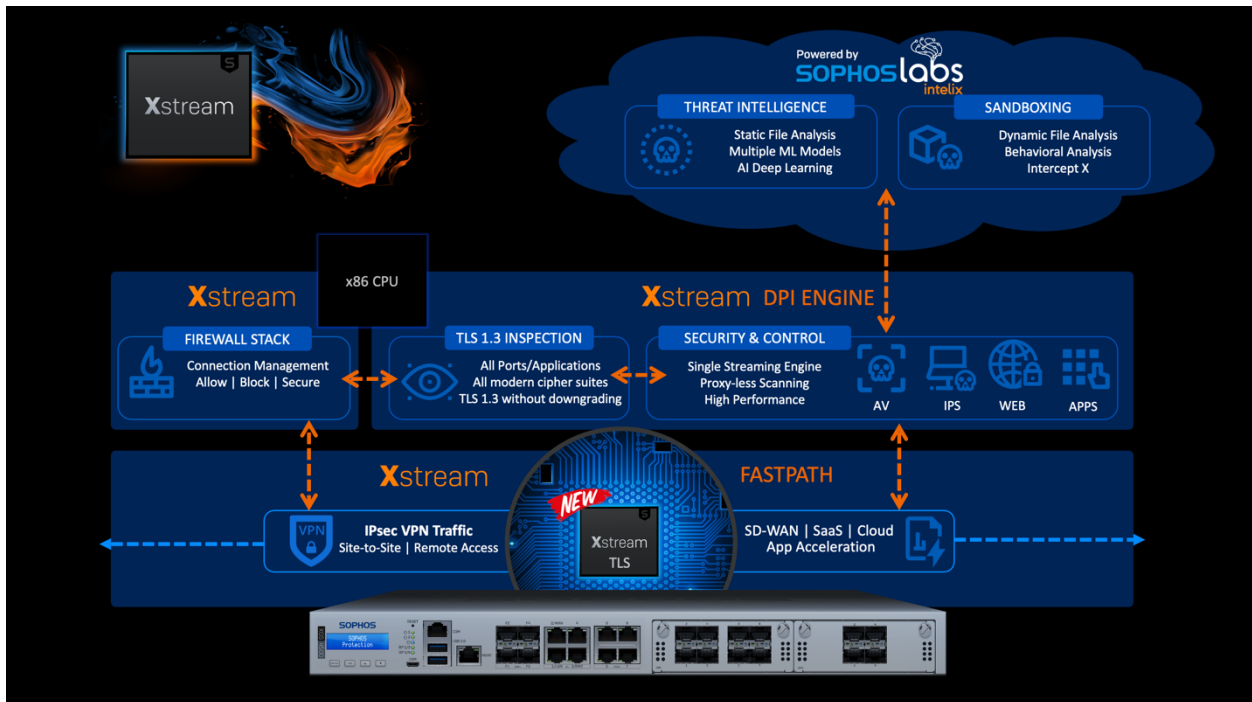 Xstream
Powered by
SOPHOSlabs
intelix
THREAT INTELLIGENCE
Static File Analysis
Multiple ML Models
AI Deep Learning
SANDBOXING
Dynamic File Analysis
Behavioral Analysis
Intercept X
x86 CPU
Xstream
FIREWALL STACK
Connection Management
Allow | Block | Secure
Xstream DPI ENGINE
TLS 1.3 INSPECTION
All Ports/Applications
All modern cipher suites
TLS 1.3 without downgrading
SECURITY & CONTROL
Single Streaming Engine
Proxy-less Scanning
High Performance
AV
IPS
WEB
APPS
Xstream
FASTPATH
VPN
IPsec VPN Traffic
Site-to-Site | Remote Access
NEW
Xstream
TLS
SD-WAN | SaaS | Cloud
App Acceleration
SOPHOS
SOPHOS
Protection
RESET
COM